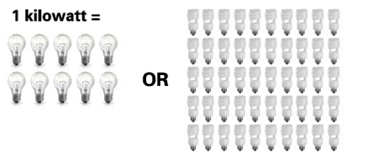 1 kilowatt =
OR